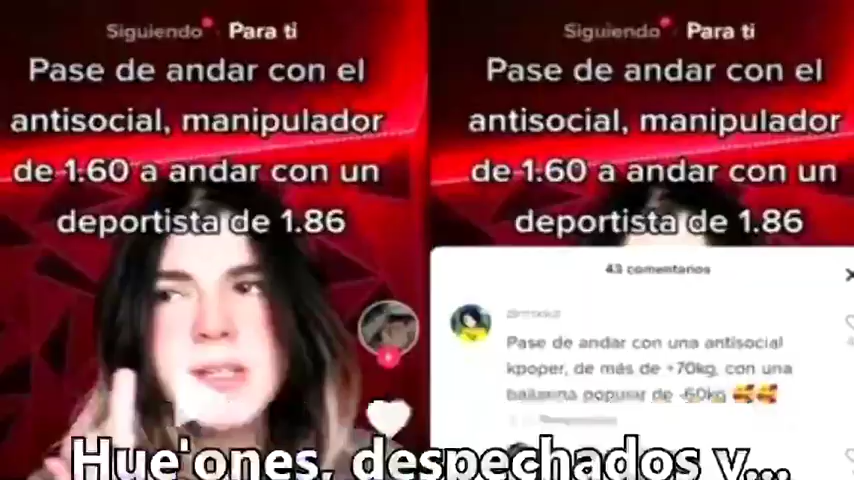 Siguiendo Para ti
Pase de andar con el
antisocial, manipulador
de 1.60 a andar con un
deportista de 1.86
Siguiendo Para ti
Pase de andar con el
antisocial, manipulador
de 1.60 a andar con un
deportista de 1.86
43 comentarios
Pase de andar con una antisocial
kpoper, de más de +70kg, con una
bailarina popular de -60kg 🥰🥰
Hue'ones, despechados y...